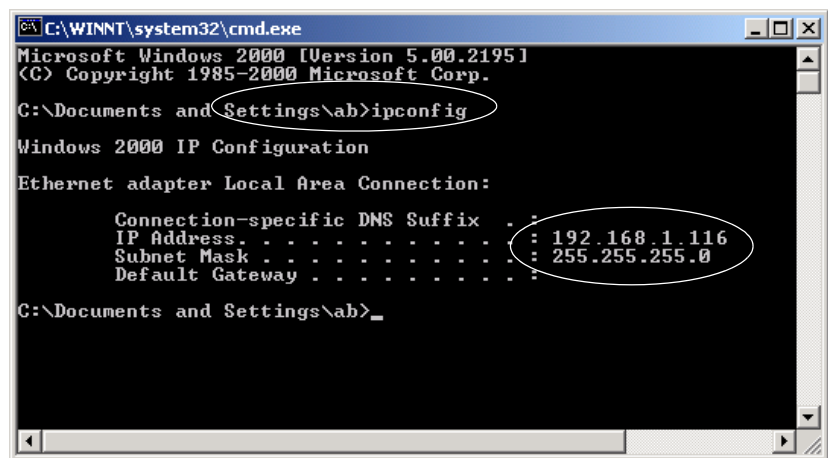 C:\WINNT\system32\cmd.exe
Microsoft Windows 2000 [Version 5.00.2195]
(C) Copyright 1985-2000 Microsoft Corp.
C:\Documents and Settings\ab>ipconfig
Windows 2000 IP Configuration
Ethernet adapter Local Area Connection:
Connection-specific DNS Suffix  . :
IP Address. . . . . . . . . . . . : 192.168.1.116
Subnet Mask . . . . . . . . . . . : 255.255.255.0
Default Gateway . . . . . . . . . :
C:\Documents and Settings\ab>_